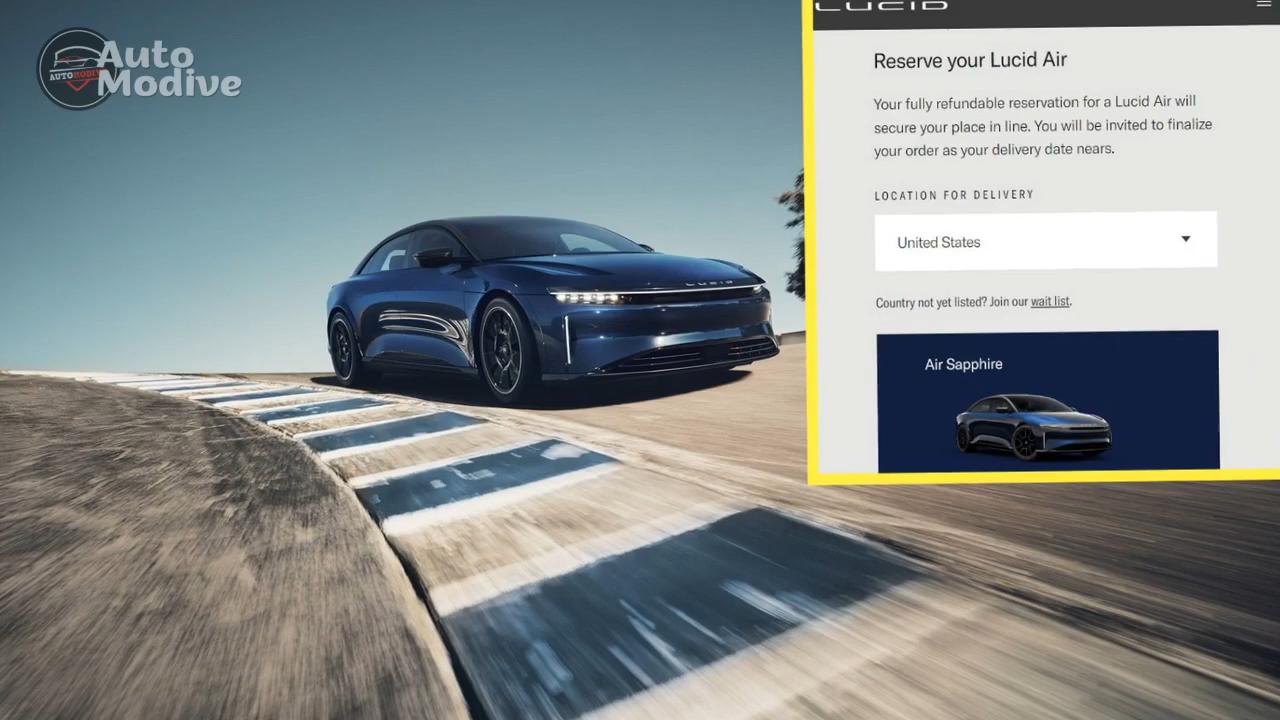 AUTOMODIVE
Auto
Modive
LUCID
LUCID
Reserve your Lucid Air
Your fully refundable reservation for a Lucid Air will
secure your place in line. You will be invited to finalize
your order as your delivery date nears.
LOCATION FOR DELIVERY
United States
Country not yet listed? Join our wait list.
Air Sapphire